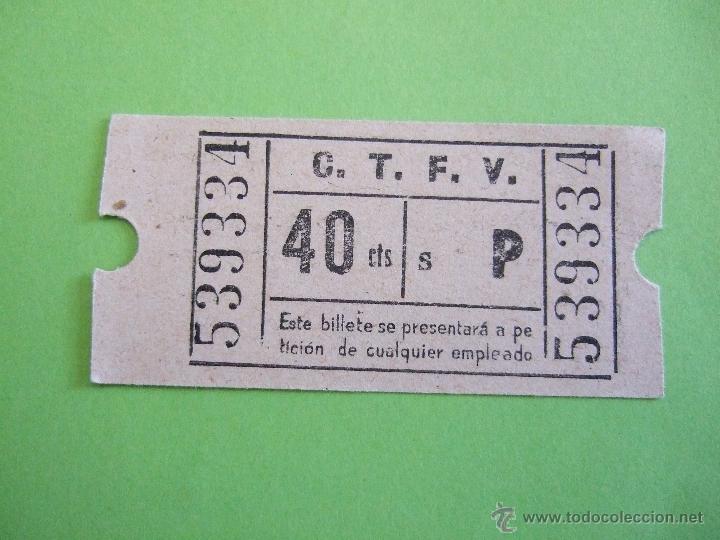 539334
C. T. F. V.
40 cts s P
Este billete se presentará a pe
tición de cualquier empleado
539334
© www.todocoleccion.net